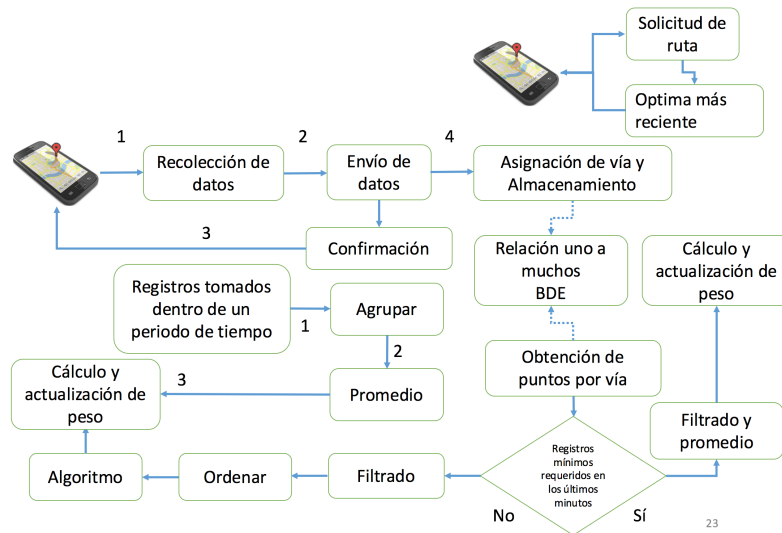 Solicitud de
ruta
Optima más
reciente
1
Recolección de
datos
2
Envío de
datos
4
Asignación de vía y
Almacenamiento
3
Confirmación
Relación uno a
muchos
BDE
Cálculo y
actualización de
peso
Registros tomados
dentro de un
periodo de tiempo
1
Agrupar
2
Promedio
3
Cálculo y
actualización de
peso
Obtención de
puntos por vía
Filtrado y
promedio
Registros
mínimos
requeridos en
los últimos
minutos
Algoritmo
Ordenar
Filtrado
No
Sí
23